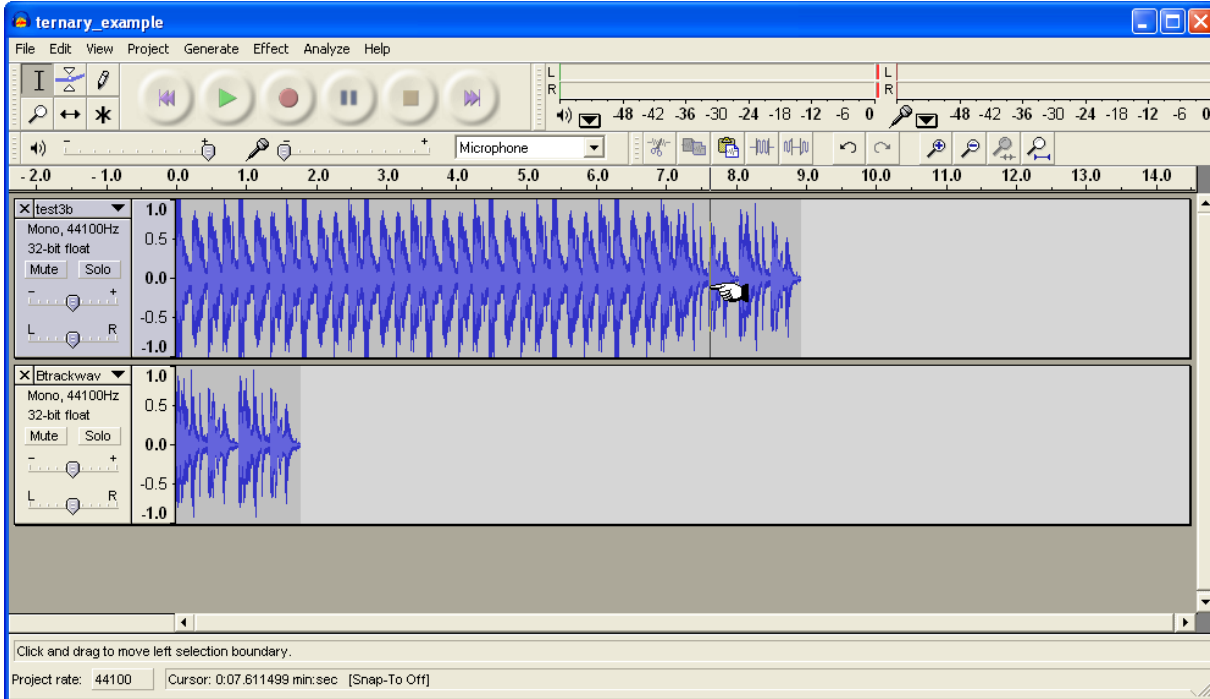 ternary_example
File Edit View Project Generate Effect Analyze Help
L
R
-48 -42 -36 -30 -24 -18 -12 -6 0
L
R
-48 -42 -36 -30 -24 -18 -12 -6 0
- + - + Microphone
- 2.0 - 1.0 0.0 1.0 2.0 3.0 4.0 5.0 6.0 7.0 8.0 9.0 10.0 11.0 12.0 13.0 14.0
test3b
Mono, 44100Hz
32-bit float
Mute Solo
- +
L R
1.0
0.5
0.0
-0.5
-1.0
Btrackwav
Mono, 44100Hz
32-bit float
Mute Solo
- +
L R
1.0
0.5
0.0
-0.5
-1.0
Click and drag to move left selection boundary.
Project rate: 44100 Cursor: 0:07.611499 min:sec [Snap-To Off]